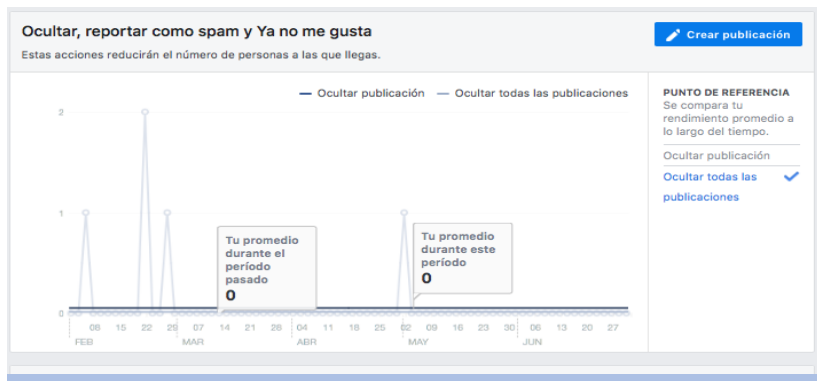 Ocultar, reportar como spam y Ya no me gusta
Crear publicación
Estas acciones reducirán el número de personas a las que llegas.
Ocultar publicación
Ocultar todas las publicaciones
PUNTO DE REFERENCIA
Se compara tu
rendimiento promedio a
lo largo del tiempo.
Ocultar publicación
Ocultar todas las
publicaciones
2
1
0
Tu promedio
durante el
período
pasado
0
Tu promedio
durante este
período
0
08 15 22 29 07 14 21 28 04 11 18 25 02 09 16 23 30 06 13 20 27
FEB MAR ABR MAY JUN